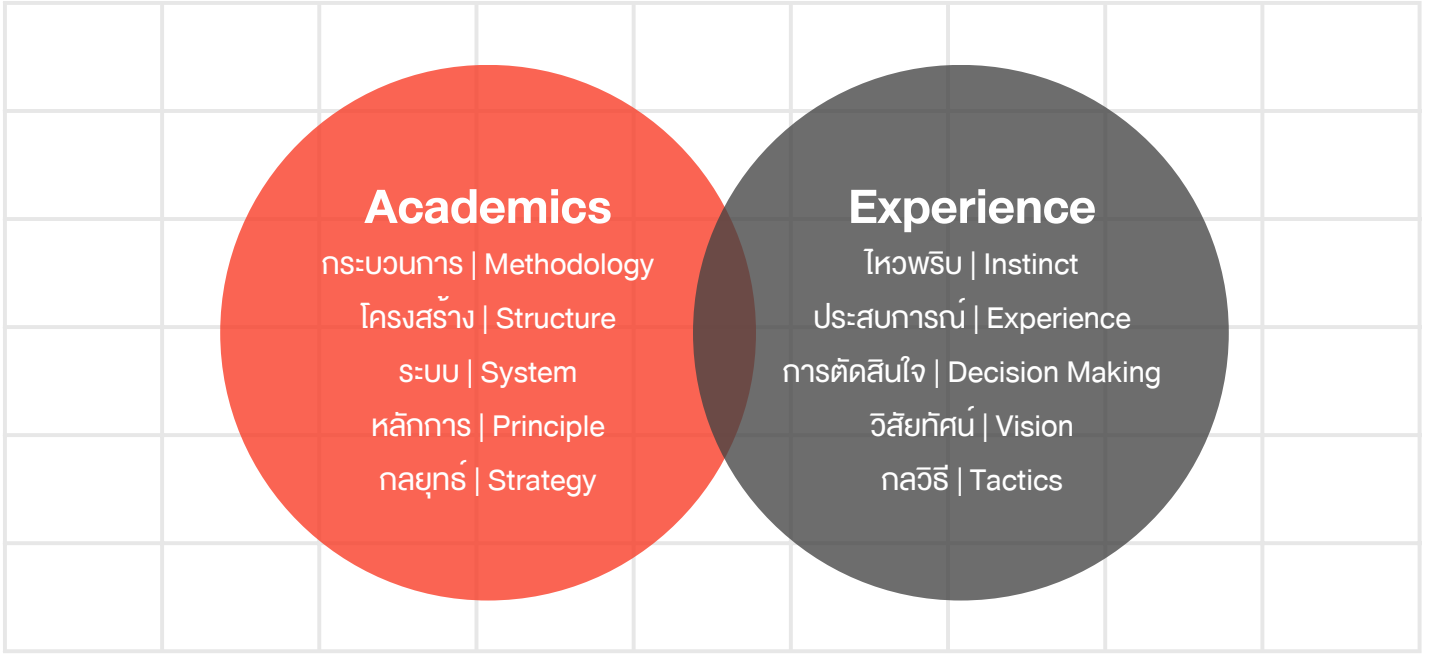 Academics
กระบวนการ | Methodology
โครงสร้าง | Structure
ระบบ | System
หลักการ | Principle
กลยุทธ์ | Strategy
Experience
ไหวพริบ | Instinct
ประสบการณ์ | Experience
การตัดสินใจ | Decision Making
วิสัยทัศน์ | Vision
กลวิธี | Tactics